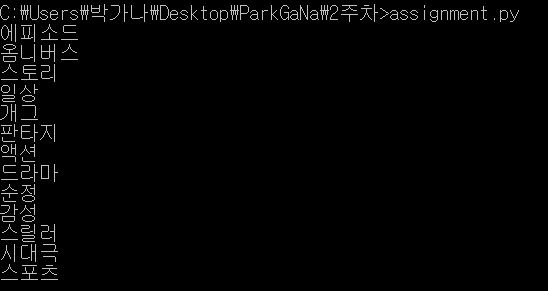 C:\Users\박가나\Desktop\ParkGaNa\2주차>assignment.py
에피소드
옴니버스
스토리
일상
개그
판타지
액션
드라마
순정
감성
스릴러
시대극
스포츠